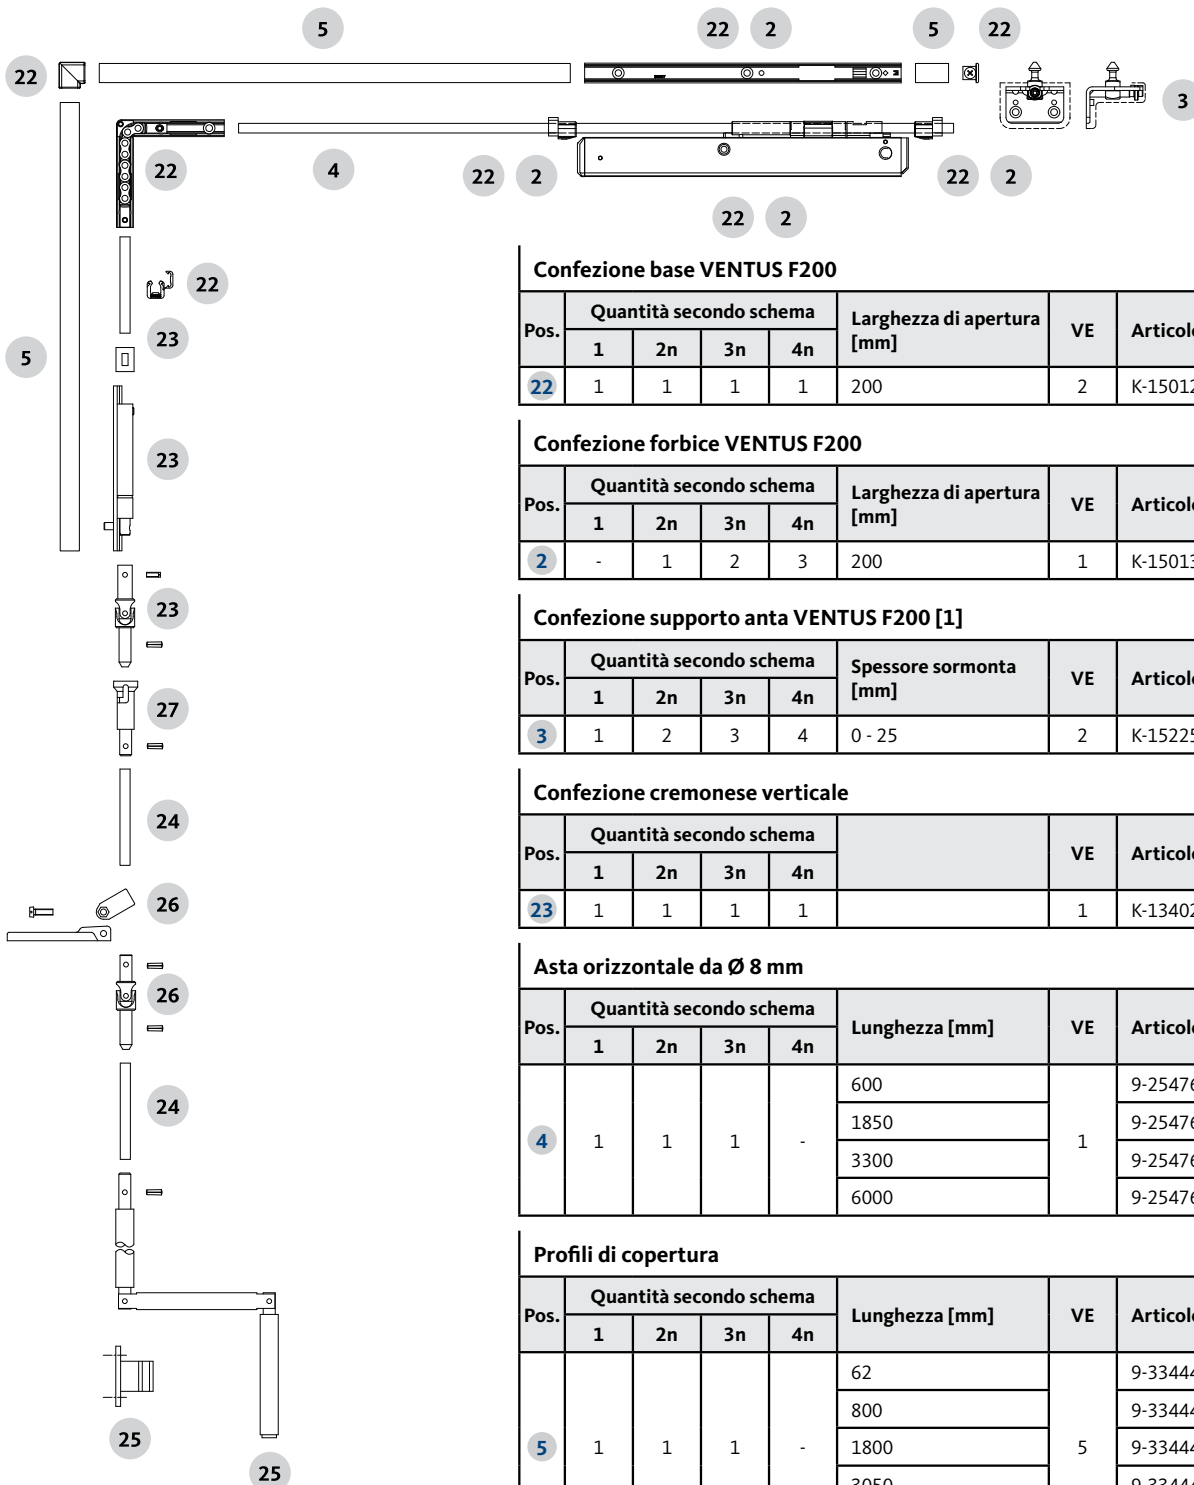 5
22 2
5
22
22
3
22
4
22 2
22 2
22 2
22
23
5
23
23
27
24
26
26
24
25
25
Confezione base VENTUS F200
Pos. Quantità secondo schema Larghezza di apertura [mm] VE
1 2n 3n 4n
22 1 1 1 1 200 2
Confezione forbice VENTUS F200
Pos. Quantità secondo schema Larghezza di apertura [mm] VE
1 2n 3n 4n
2 - 1 2 3 200 1
Confezione supporto anta VENTUS F200 [1]
Pos. Quantità secondo schema Spessore sormonta [mm] VE
1 2n 3n 4n
3 1 2 3 4 0 - 25 2
Confezione cremonese verticale
Pos. Quantità secondo schema VE
1 2n 3n 4n
23 1 1 1 1 1
Asta orizzontale da Ø 8 mm
Pos. Quantità secondo schema Lunghezza [mm] VE
1 2n 3n 4n
600
1850
4 1 1 1 - 1
3300
6000
Profili di copertura
Pos. Quantità secondo schema Lunghezza [mm] VE
1 2n 3n 4n
62
800
5 1 1 1 - 1800 5